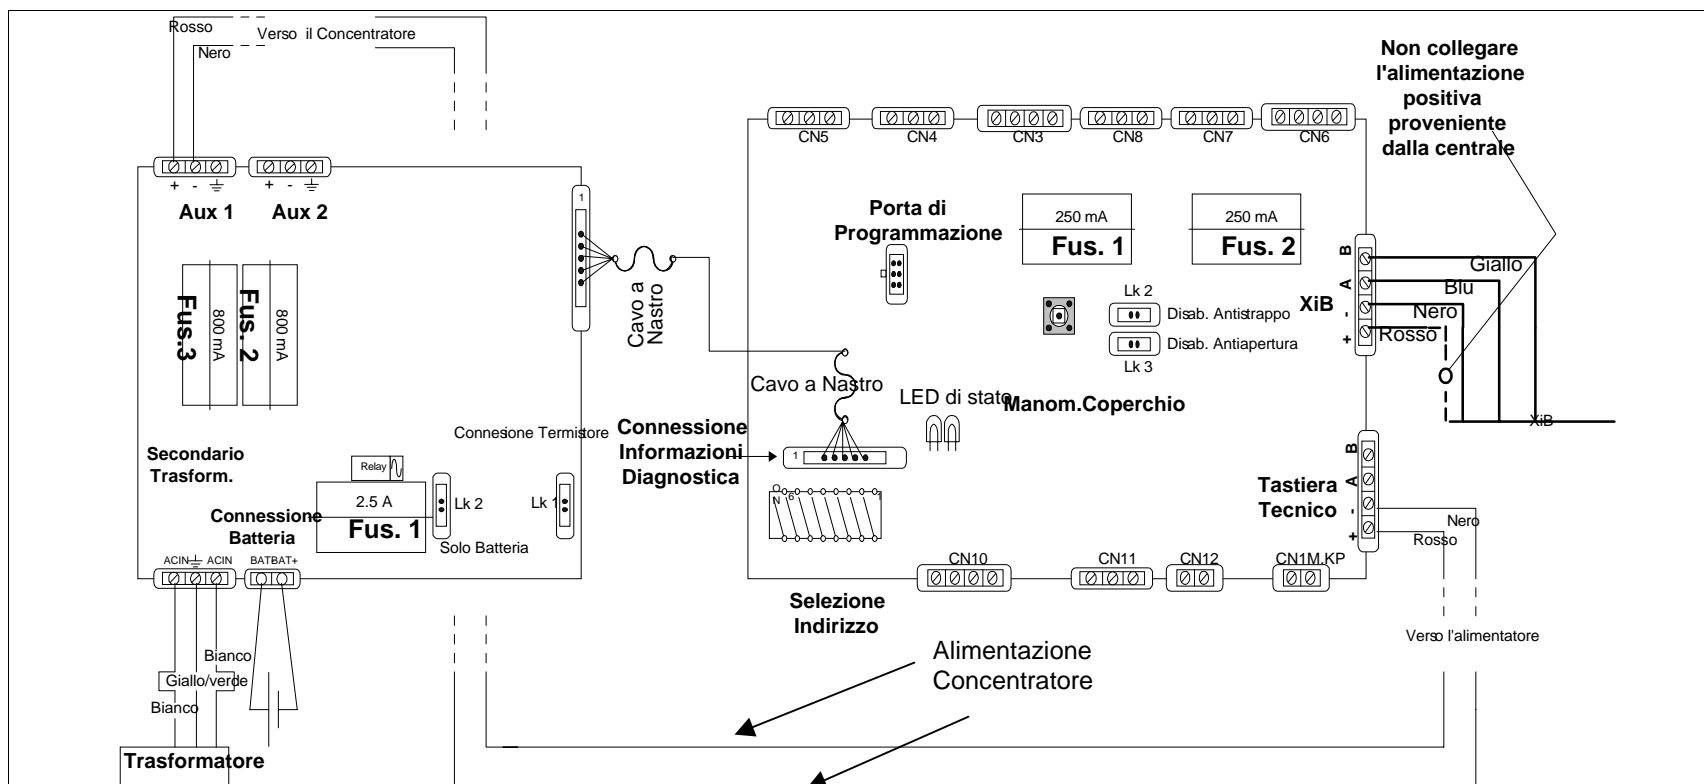 Rosso
Verso il Concentratore
Nero
Non collegare
l'alimentazione
positiva
proveniente
dalla centrale
CN5
CN4
CN3
CN8
CN7
CN6
+ -
+ -
Aux 1
Aux 2
1
Porta di
Programmazione
250 mA
Fus. 1
250 mA
Fus. 2
B
A
-
+
XiB
Giallo
Blu
Nero
Rosso
XiB
Lk 2
Disab. Antistrappo
Disab. Antiapertura
Lk 3
Fus.3
800 mA
Fus. 2
800 mA
Cavo a
Nastro
Cavo a Nastro
LED di stato
Manom.Coperchio
Connesione Termistore
Connessione
Informazioni
Diagnostica
1
Secondario
Trasform.
Relay
2.5 A
Fus. 1
Lk 2
Lk 1
Solo Batteria
Connessione
Batteria
ON
6
1
Tastiera
Tecnico
B
A
-
+
Nero
Rosso
ACIN
ACIN
BAT-
BAT+
CN10
CN11
CN12
CN1M.KP
Selezione
Indirizzo
Verso l'alimentatore
Bianco
Giallo/verde
Bianco
Alimentazione
Concentratore
Trasformatore